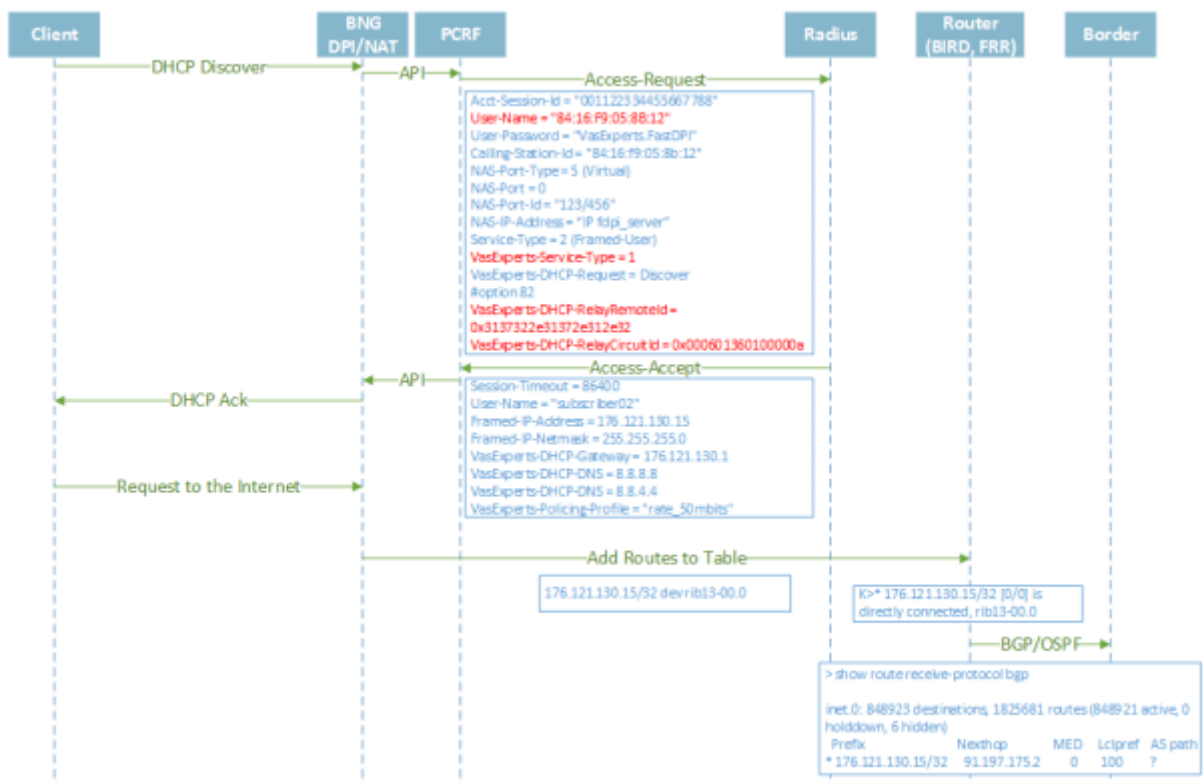 Client
BNG
DPI/NAT
PCRF
Radius
Router
(BIRD, FRR)
Border
DHCP Discover
API
Access-Request
Acct-Session-Id = "001122334455667788"
User-Name = "84:16:F9:05:8B:12"
User-Password = "VasExperts.FastDPI"
Calling-Station-Id = "84:16:f9:05:8b:12"
NAS-Port-Type = 5 (Virtual)
NAS-Port = 0
NAS-Port-Id = "123/456"
NAS-IP-Address = "IP fdpi_server"
Service-Type = 2 (Framed-User)
VasExperts-Service-Type = 1
VasExperts-DHCP-Request = Discover
#option 82
VasExperts-DHCP-RelayRemoteId =
0x3137322e31372e312e32
VasExperts-DHCP-RelayCircuitId = 0x000601360100000a
Access-Accept
API
DHCP Ack
Session-Timeout = 86400
User-Name = "subscriber02"
Framed-IP-Address = 176.121.130.15
Framed-IP-Netmask = 255.255.255.0
VasExperts-DHCP-Gateway = 176.121.130.1
VasExperts-DHCP-DNS = 8.8.8.8
VasExperts-DHCP-DNS = 8.8.4.4
VasExperts-Policing-Profile = "rate_50mbits"
Request to the Internet
Add Routes to Table
176.121.130.15/32 dev rib13-00.0
K>* 176.121.130.15/32 [0/0] is
directly connected, rib13-00.0
BGP/OSPF
> show route receive-protocol bgp
inet.0: 848923 destinations, 1825681 routes (848921 active, 0
holddown, 6 hidden)
Prefix Nexthop MED Lclpref AS path
* 176.121.130.15/32 91.197.175.2 0 100 ?